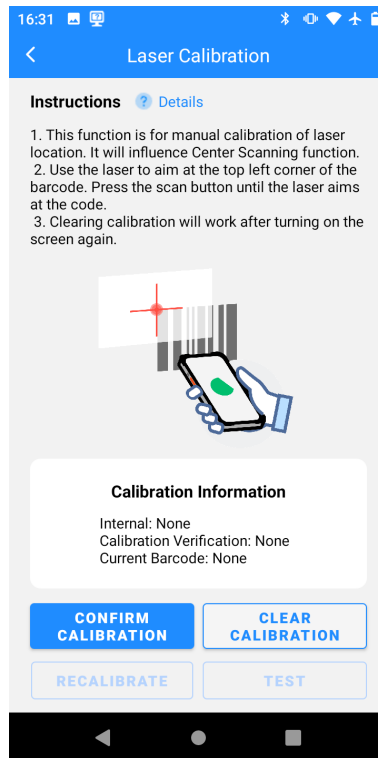 16:31
Laser Calibration
Instructions ? Details
1. This function is for manual calibration of laser
location. It will influence Center Scanning function.
2. Use the laser to aim at the top left corner of the
barcode. Press the scan button until the laser aims
at the code.
3. Clearing calibration will work after turning on the
screen again.
Calibration Information
Internal: None
Calibration Verification: None
Current Barcode: None
CONFIRM
CALIBRATION
CLEAR
CALIBRATION
RECALIBRATE
TEST